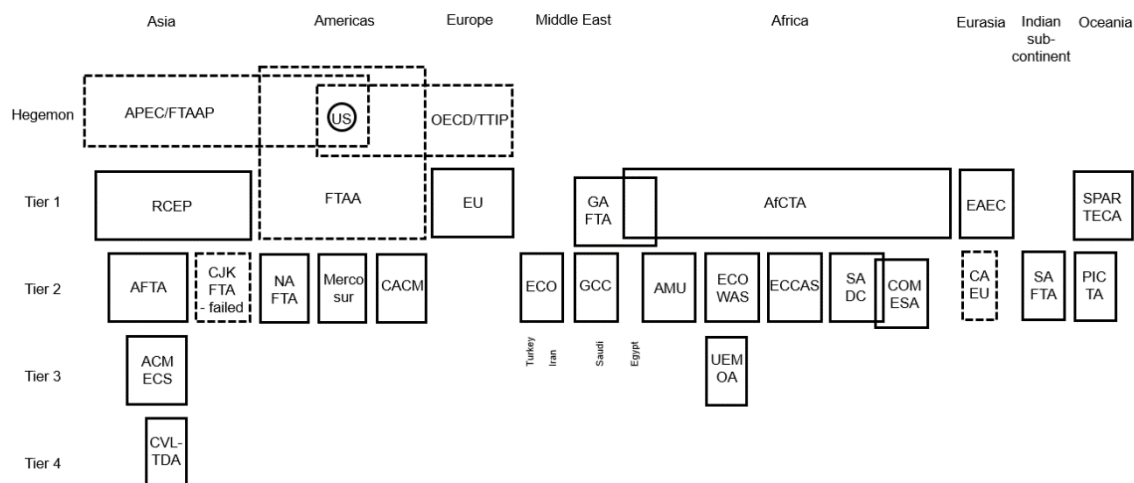 Asia
Americas
Europe
Middle East
Africa
Eurasia
Indian
sub-
continent
Oceania
Hegemon
APEC/FTAAP
US
OECD/TTIP
Tier 1
RCEP
FTAA
EU
GA
FTA
AfCTA
EAEC
SPAR
TECA
Tier 2
AFTA
CJK
FTA
- failed
NA
FTA
Merco
sur
CACM
ECO
GCC
AMU
ECO
WAS
ECCAS
SA
DC
COM
ESA
CA
EU
SA
FTA
PIC
TA
Turkey
Iran
Saudi
Egypt
Tier 3
ACM
ECS
UEM
OA
Tier 4
CVL-
TDA